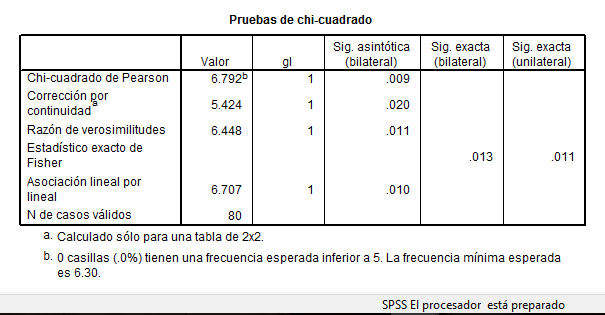 Pruebas de chi-cuadrado
Valor gl Sig. asintótica (bilateral) Sig. exacta (bilateral) Sig. exacta (unilateral)
Chi-cuadrado de Pearson 6.792b 1 .009
Corrección por continuidada 5.424 1 .020
Razón de verosimilitudes 6.448 1 .011
Estadístico exacto de Fisher .013 .011
Asociación lineal por lineal 6.707 1 .010
N de casos válidos 80
a. Calculado sólo para una tabla de 2x2.
b. 0 casillas (.0%) tienen una frecuencia esperada inferior a 5. La frecuencia mínima esperada
es 6.30.
SPSS El procesador está preparado